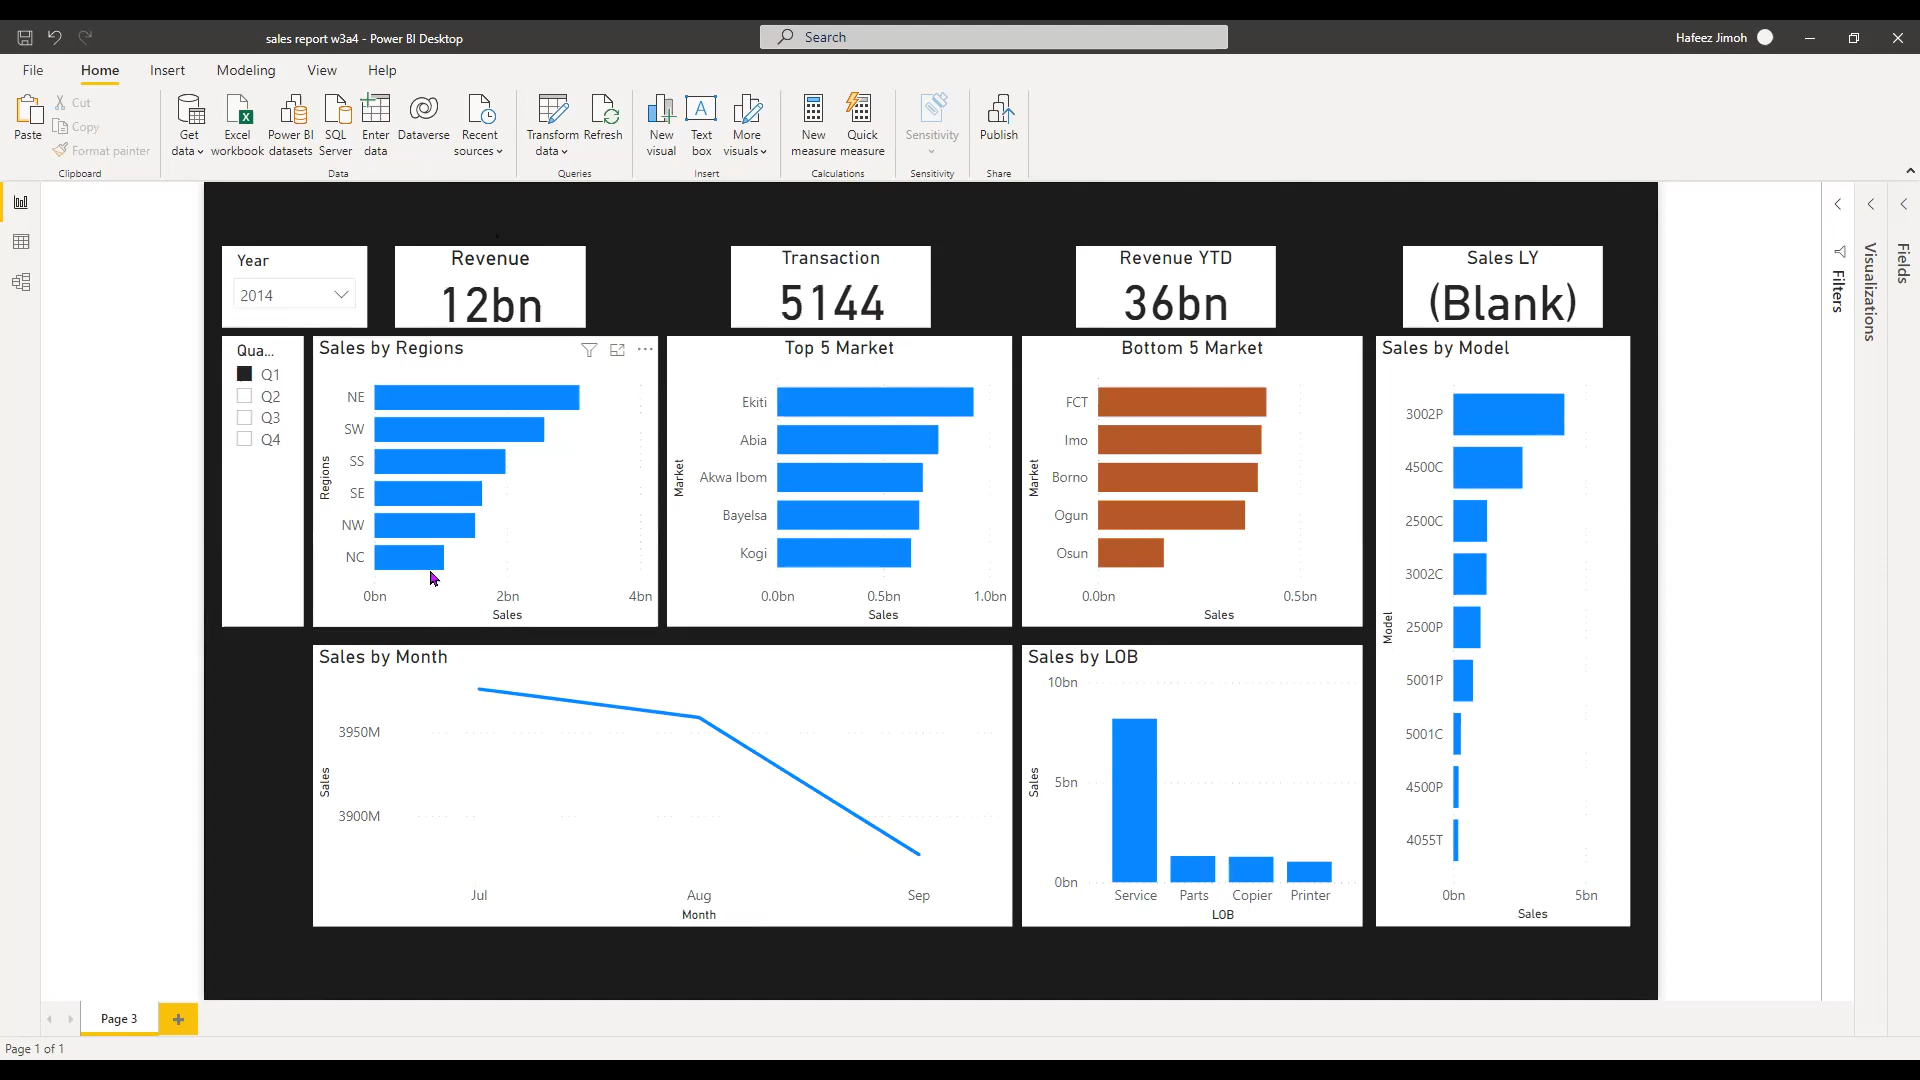 sales report w3a4 - Power BI Desktop
Search
Hafeez Jimoh
File Home Insert Modeling View Help
Paste
Cut
Copy
Format painter
Clipboard
Get data
Excel workbook
Power BI datasets
SQL Server
Enter data
Dataverse
Recent sources
Data
Transform data
Refresh
Queries
New visual
A
Text box
More visuals
Insert
New measure
Quick measure
Calculations
Sensitivity
Sensitivity
Publish
Share
Year
2014
Revenue
12bn
Transaction
5144
Revenue YTD
36bn
Sales LY
(Blank)
Qua...
Q1
Q2
Q3
Q4
Sales by Regions
Regions
NE
SW
SS
SE
NW
NC
0bn 2bn 4bn
Sales
Top 5 Market
Market
Ekiti
Abia
Akwa Ibom
Bayelsa
Kogi
0.0bn 0.5bn 1.0bn
Sales
Bottom 5 Market
Market
FCT
Imo
Borno
Ogun
Osun
0.0bn 0.5bn
Sales
Sales by Model
Model
3002P
4500C
2500C
3002C
2500P
5001P
5001C
4500P
4055T
0bn 5bn
Sales
Sales by Month
Sales
3950M
3900M
Jul Aug Sep
Month
Sales by LOB
Sales
10bn
5bn
0bn
Service Parts Copier Printer
LOB
Filters
Visualizations
Fields
Page 3
Page 1 of 1